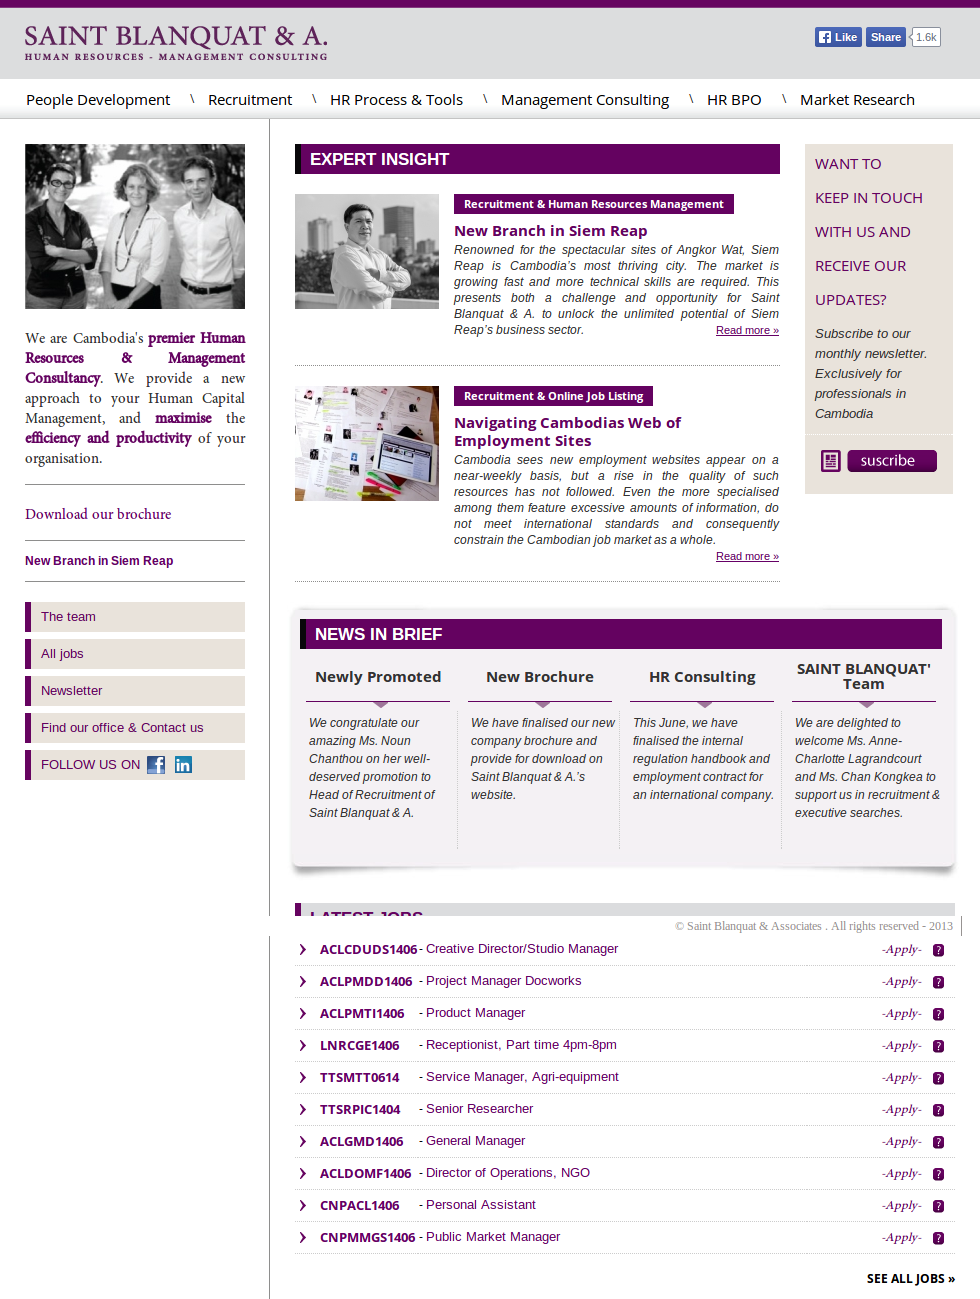 SAINT BLANQUAT & A.
HUMAN RESOURCES - MANAGEMENT CONSULTING
Like Share 1.6k
People Development \ Recruitment \ HR Process & Tools \ Management Consulting \ HR BPO \ Market Research
We are Cambodia's premier Human
Resources & Management
Consultancy. We provide a new
approach to your Human Capital
Management, and maximise the
efficiency and productivity of your
organisation.
Download our brochure
New Branch in Siem Reap
The team
All jobs
Newsletter
Find our office & Contact us
FOLLOW US ON
EXPERT INSIGHT
Recruitment & Human Resources Management
New Branch in Siem Reap
Renowned for the spectacular sites of Angkor Wat, Siem
Reap is Cambodia's most thriving city. The market is
growing fast and more technical skills are required. This
presents both a challenge and opportunity for Saint
Blanquat & A. to unlock the unlimited potential of Siem
Reap's business sector. Read more »
Recruitment & Online Job Listing
Navigating Cambodias Web of
Employment Sites
Cambodia sees new employment websites appear on a
near-weekly basis, but a rise in the quality of such
resources has not followed. Even the more specialised
among them feature excessive amounts of information, do
not meet international standards and consequently
constrain the Cambodian job market as a whole.
Read more »
WANT TO
KEEP IN TOUCH
WITH US AND
RECEIVE OUR
UPDATES?
Subscribe to our
monthly newsletter.
Exclusively for
professionals in
Cambodia
suscribe
NEWS IN BRIEF
Newly Promoted
We congratulate our
amazing Ms. Noun
Chanthou on her well-
deserved promotion to
Head of Recruitment of
Saint Blanquat & A.
New Brochure
We have finalised our new
company brochure and
provide for download on
Saint Blanquat & A.'s
website.
HR Consulting
This June, we have
finalised the internal
regulation handbook and
employment contract for
an international company.
SAINT BLANQUAT'
Team
We are delighted to
welcome Ms. Anne-
Charlotte Lagrandcourt
and Ms. Chan Kongkea to
support us in recruitment &
executive searches.
LATEST JOBS
© Saint Blanquat & Associates . All rights reserved - 2013
ACLCDUDS1406 - Creative Director/Studio Manager -Apply- ?
ACLPMDD1406 - Project Manager Docworks -Apply- ?
ACLPMTI1406 - Product Manager -Apply- ?
LNRCGE1406 - Receptionist, Part time 4pm-8pm -Apply- ?
TTSMTT0614 - Service Manager, Agri-equipment -Apply- ?
TTSRPIC1404 - Senior Researcher -Apply- ?
ACLGMD1406 - General Manager -Apply- ?
ACLDOMF1406 - Director of Operations, NGO -Apply- ?
CNPACL1406 - Personal Assistant -Apply- ?
CNPMMGS1406 - Public Market Manager -Apply- ?
SEE ALL JOBS »